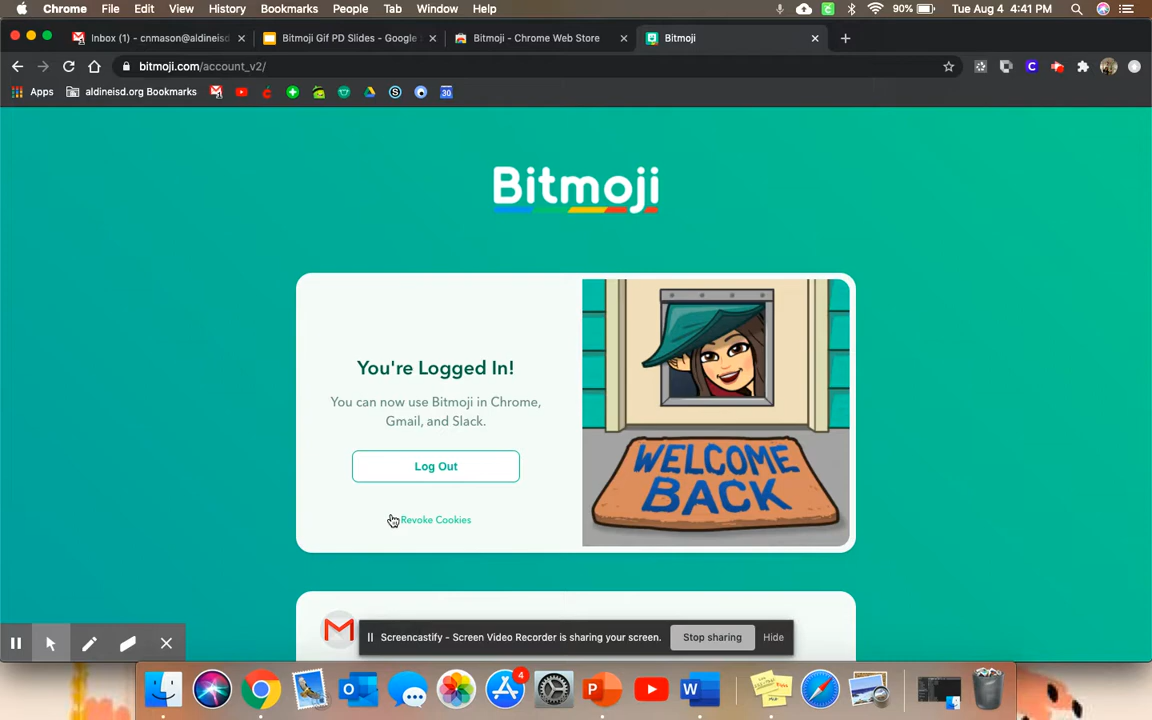 Chrome File Edit View History Bookmarks People Tab Window Help 90% Tue Aug 4 4:41 PM
Inbox (1) - cnmason@aldineisd
Bitmoji Gif PD Slides - Google
Bitmoji - Chrome Web Store
Bitmoji
bitmoji.com/account_v2/
Apps aldineisd.org Bookmarks
Bitmoji
You're Logged In!
You can now use Bitmoji in Chrome,
Gmail, and Slack.
Log Out
Revoke Cookies
WELCOME
BACK
Screencastify - Screen Video Recorder is sharing your screen. Stop sharing Hide
4